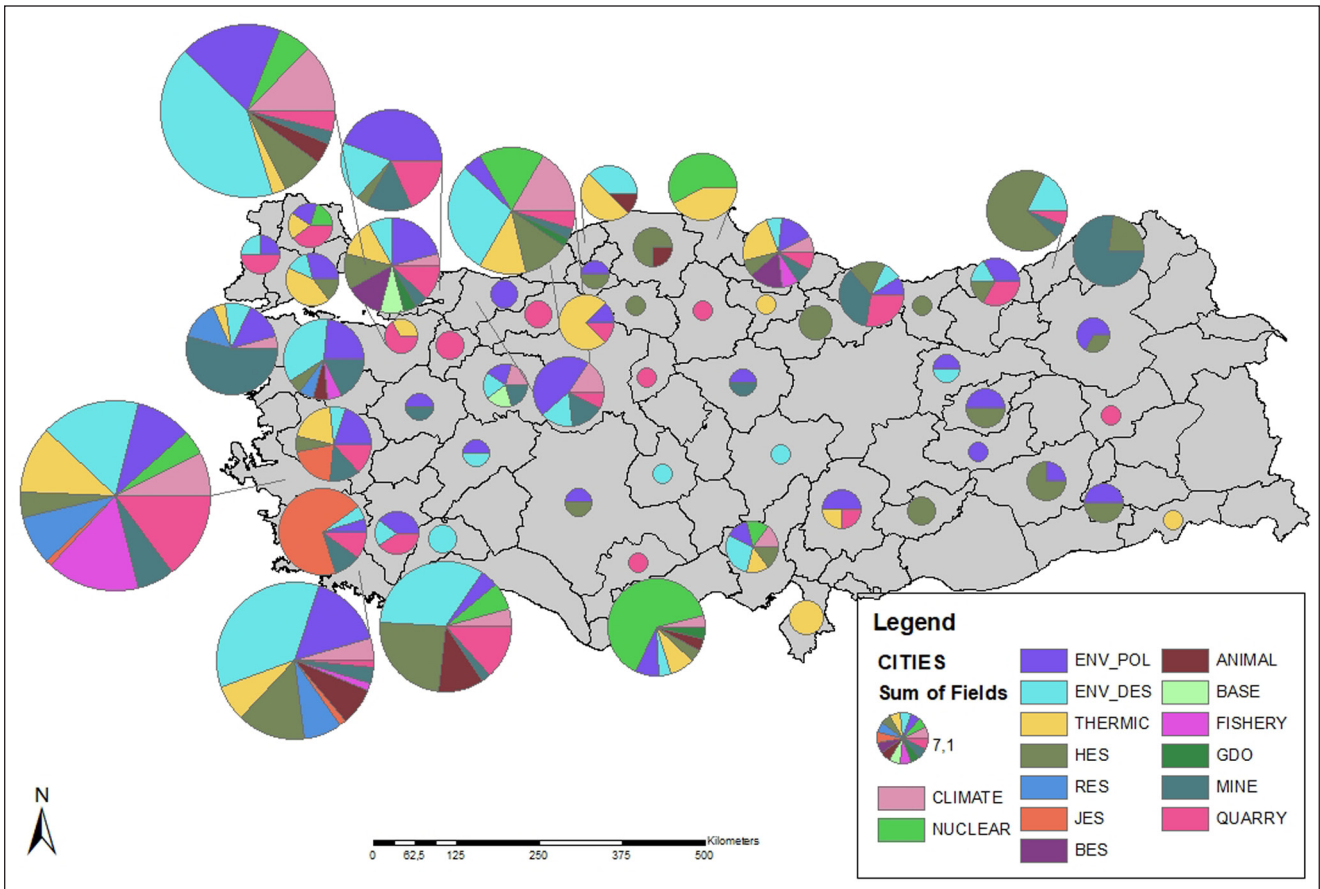 Legend
CITIES
Sum of Fields
7,1
CLIMATE
NUCLEAR
ENV_POL
ENV_DES
THERMIC
HES
RES
JES
BES
ANIMAL
BASE
FISHERY
GDO
MINE
QUARRY
N
Kilometers
0 62,5 125 250 375 500